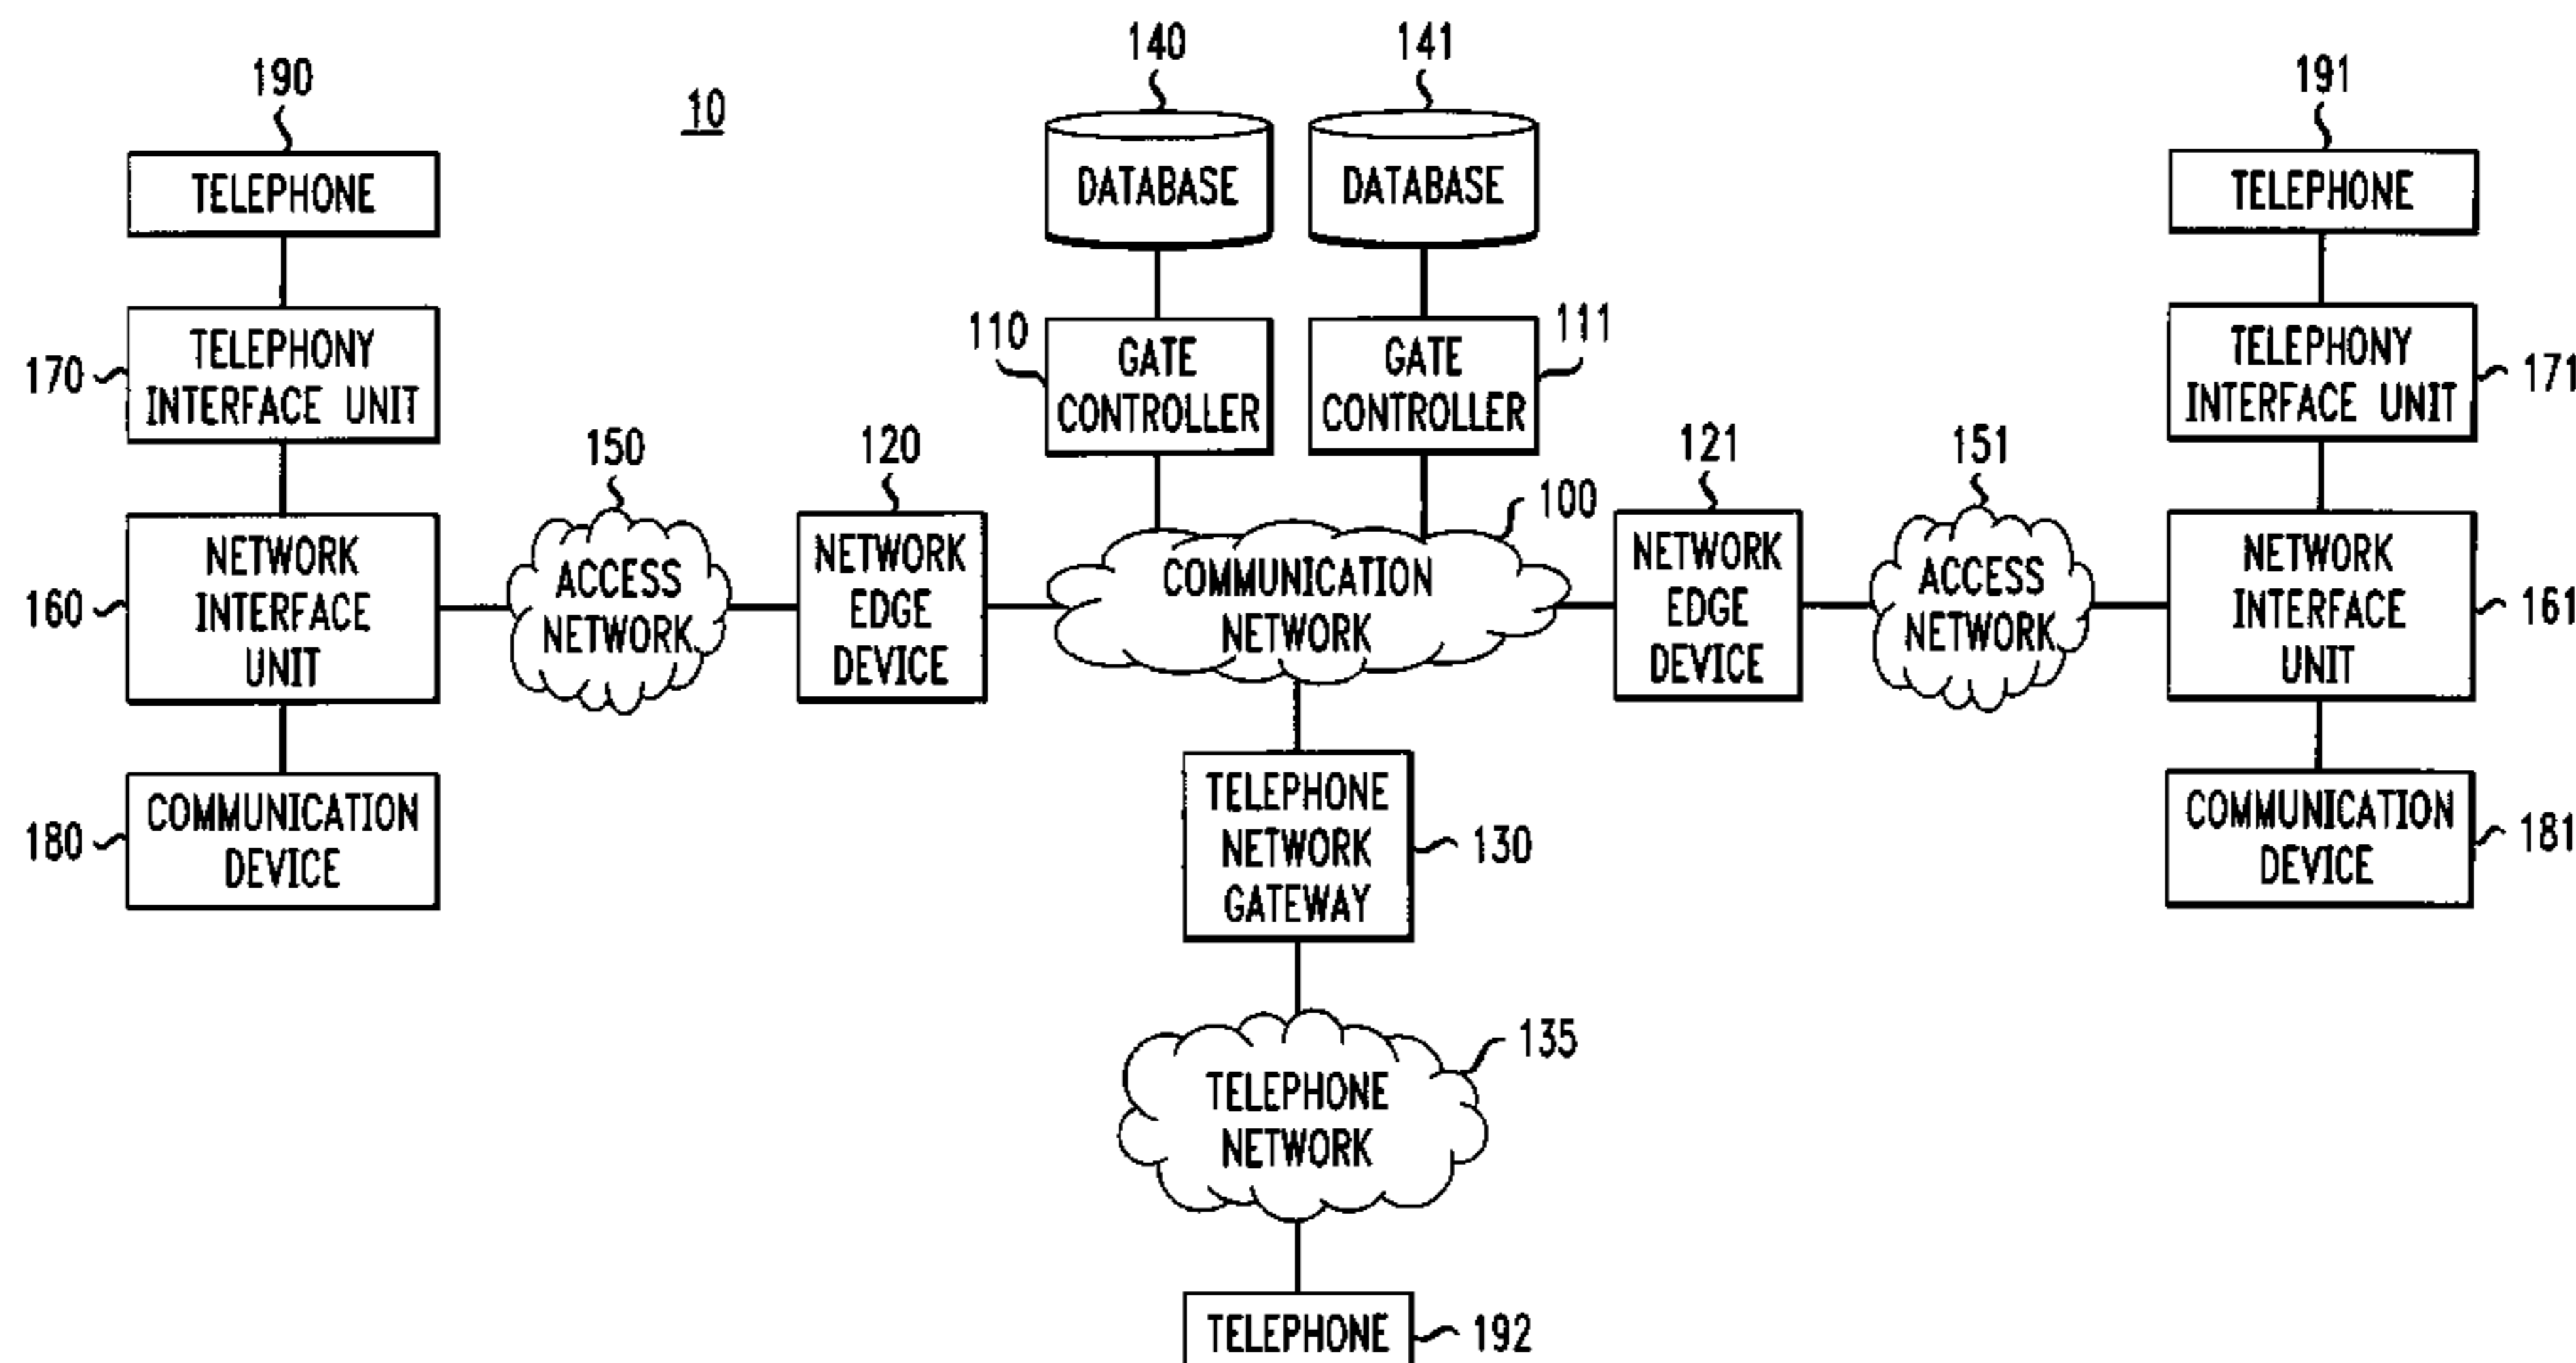 140
141
190
191
10
TELEPHONE
DATABASE
DATABASE
TELEPHONE
110
111
170
TELEPHONY
INTERFACE UNIT
GATE
CONTROLLER
GATE
CONTROLLER
TELEPHONY
INTERFACE UNIT
171
150
120
121
151
100
160
NETWORK
INTERFACE
UNIT
ACCESS
NETWORK
NETWORK
EDGE
DEVICE
COMMUNICATION
NETWORK
NETWORK
EDGE
DEVICE
ACCESS
NETWORK
NETWORK
INTERFACE
UNIT
161
180
COMMUNICATION
DEVICE
TELEPHONE
NETWORK
GATEWAY
130
COMMUNICATION
DEVICE
181
135
TELEPHONE
NETWORK
TELEPHONE
192